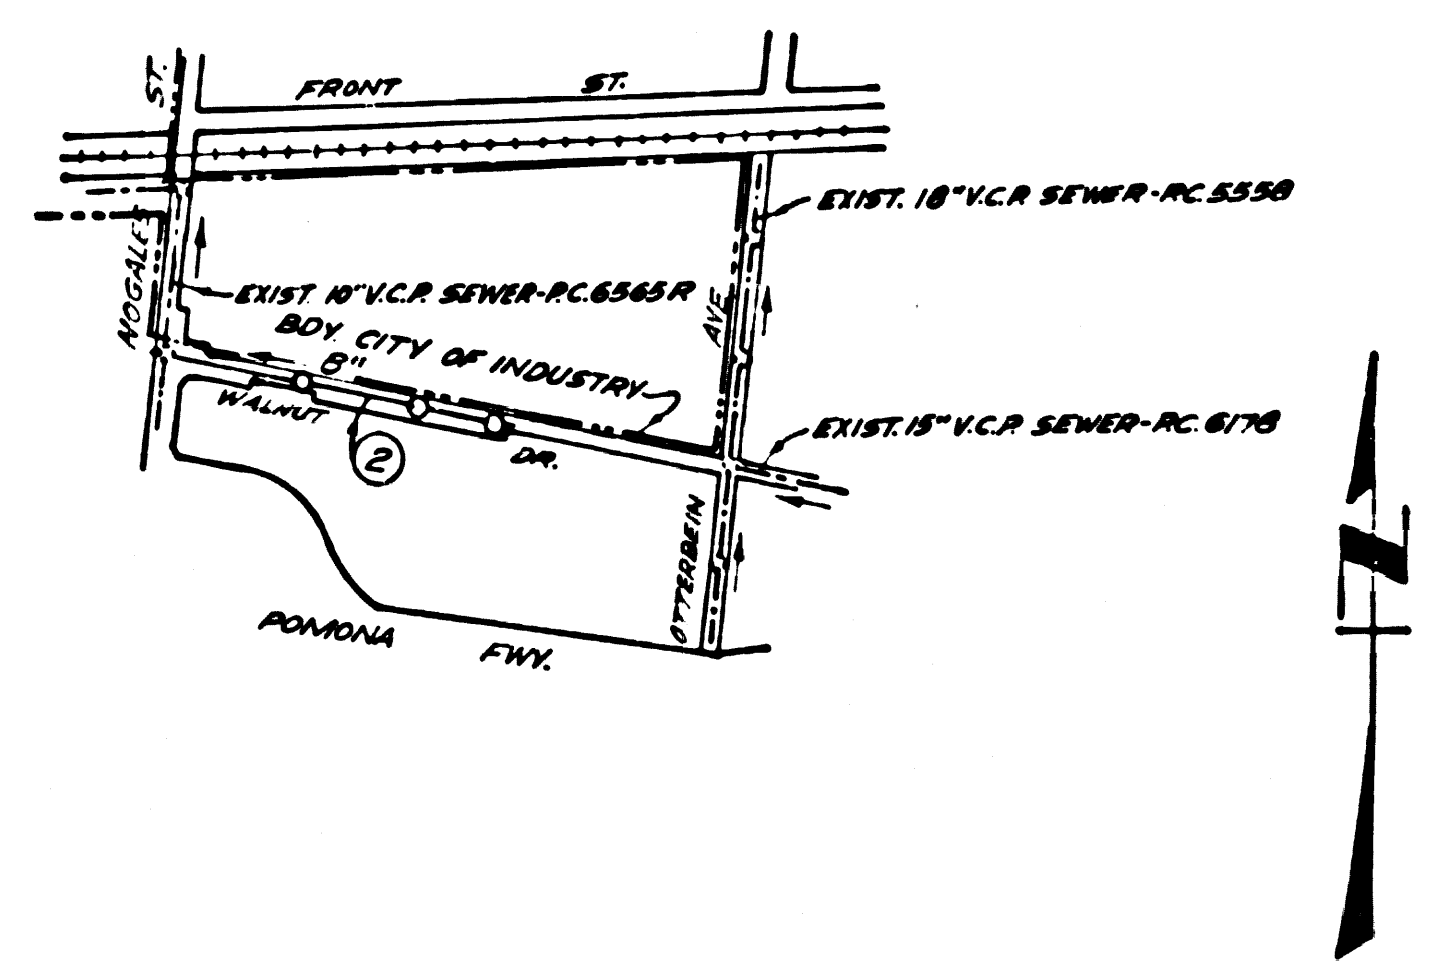 FRONT ST.
NOGALES ST.
EXIST. 18" V.C.P. SEWER-P.C. 5558
EXIST. 10" V.C.P. SEWER-P.C. 6565 R
BDY. CITY OF INDUSTRY
8"
AVE
OTTERBEIN
WALNUT DR.
2
EXIST. 15" V.C.P. SEWER-P.C. 6178
POMONA FWY.
N